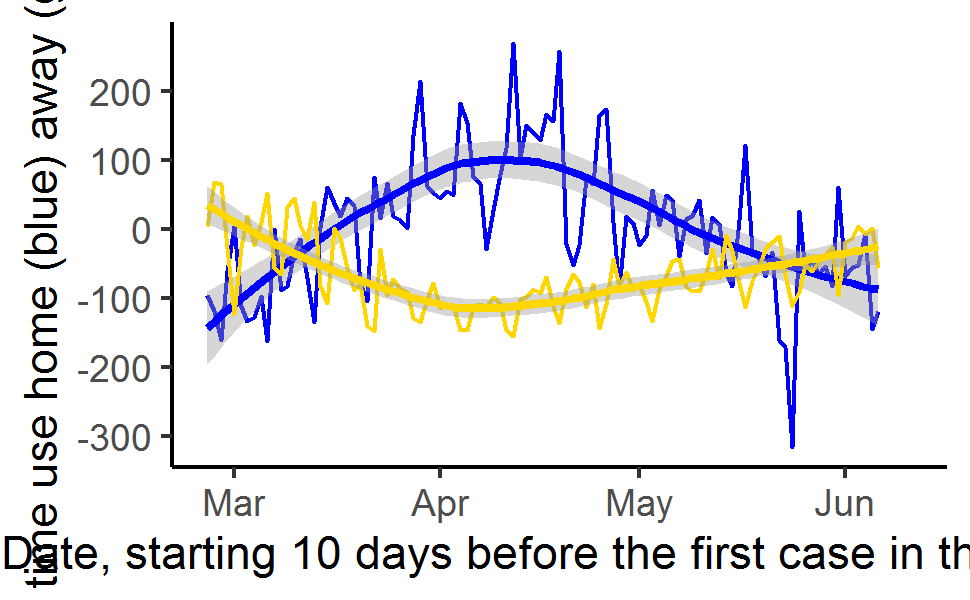 time use home (blue) away (
200
100
0
-100
-200
-300
Mar Apr May Jun
Date, starting 10 days before the first case in th